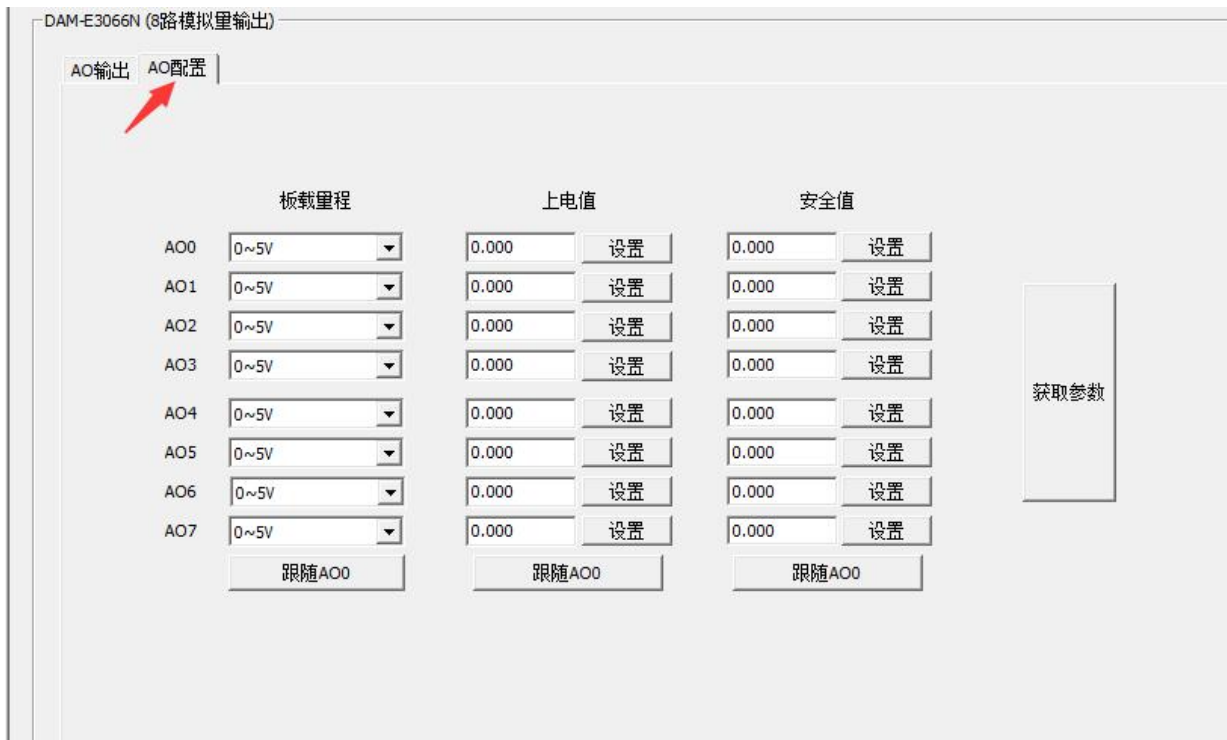 DAM-E3066N (8路模拟量输出)
AO输出 AO配置
板载量程 上电值 安全值
AO0 0~5V 0.000 设置 0.000 设置
AO1 0~5V 0.000 设置 0.000 设置
AO2 0~5V 0.000 设置 0.000 设置
AO3 0~5V 0.000 设置 0.000 设置
获取参数
AO4 0~5V 0.000 设置 0.000 设置
AO5 0~5V 0.000 设置 0.000 设置
AO6 0~5V 0.000 设置 0.000 设置
AO7 0~5V 0.000 设置 0.000 设置
跟随AO0 跟随AO0 跟随AO0